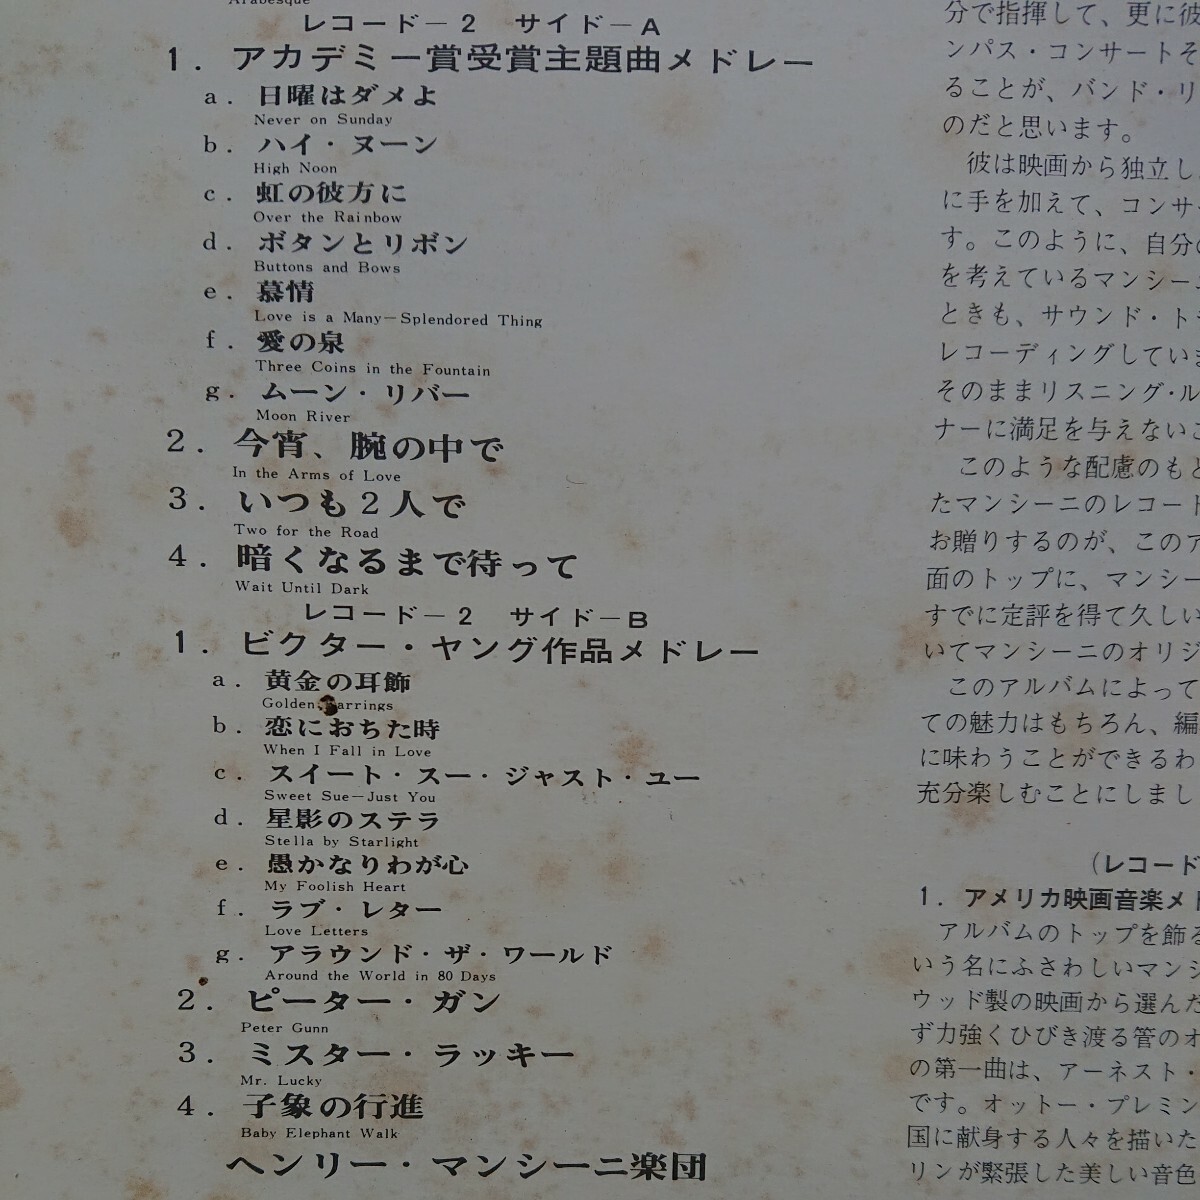 Arabesque
レコード－2　サイド－A
1. アカデミー賞受賞主題曲メドレー
a. 日曜はダメよ
Never on Sunday
b. ハイ・ヌーン
High Noon
c. 虹の彼方に
Over the Rainbow
d. ボタンとリボン
Buttons and Bows
e. 慕情
Love is a Many－Splendored Thing
f. 愛の泉
Three Coins in the Fountain
g. ムーン・リバー
Moon River
2. 今宵、腕の中で
In the Arms of Love
3. いつも2人で
Two for the Road
4. 暗くなるまで待って
Wait Until Dark
レコード－2　サイド－B
1. ビクター・ヤング作品メドレー
a. 黄金の耳飾
Golden Earrings
b. 恋におちた時
When I Fall in Love
c. スイート・スー・ジャスト・ユー
Sweet Sue－Just You
d. 星影のステラ
Stella by Starlight
e. 愚かなりわが心
My Foolish Heart
f. ラブ・レター
Love Letters
g. アラウンド・ザ・ワールド
Around the World in 80 Days
2. ピーター・ガン
Peter Gunn
3. ミスター・ラッキー
Mr. Lucky
4. 子象の行進
Baby Elephant Walk
ヘンリー・マンシーニ楽団
分で指揮して、更に彼
ンパス・コンサートそ
ることが、バンド・リ
のだと思います。
彼は映画から独立し
に手を加えて、コンサ
す。このように、自分の
を考えているマンシーニ
ときも、サウンド・ト
レコーディングしていま
そのままリスニング・ル
ナーに満足を与えないこ
このような配慮のもと
たマンシーニのレコード
お贈りするのが、このア
面のトップに、マンシー
すでに定評を得て久しい
いてマンシーニのオリジ
このアルバムによって
ての魅力はもちろん、編
に味わうことができるわ
充分楽しむことにしまし
（レコード
1. アメリカ映画音楽メド
アルバムのトップを飾る
いう名にふさわしいマンシ
ウッド製の映画から選んだ
ず力強くひびき渡る管のオ
の第一曲は、アーネスト・
です。オットー・プレミン
国に献身する人々を描いた
リンが緊張した美しい音色